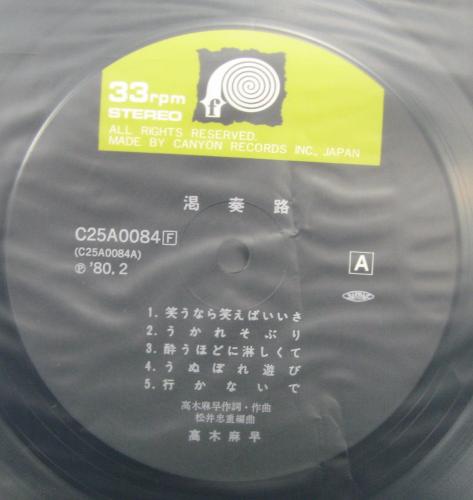 33rpm
STEREO
f
ALL RIGHTS RESERVED.
MADE BY CANYON RECORDS INC., JAPAN
渇奏路
C25A0084 F
(C25A0084A)
A
℗ '80.2
1. 笑うなら笑えばいいさ
2. うかれそぶり
3. 酔うほどに淋しくて
4. うぬぼれ遊び
5. 行かないで
高木麻早作詞・作曲
松井忠重編曲
高木麻早